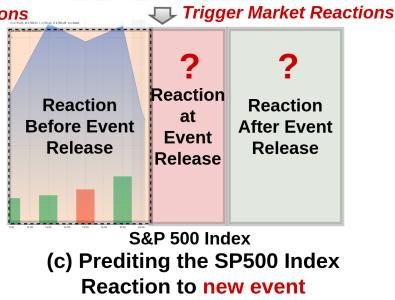 ons
Trigger Market Reactions
Reaction
Before Event
Release
?
Reaction
at
Event
Release
?
Reaction
After Event
Release
S&P 500 Index
(c) Prediting the SP500 Index
Reaction to new event